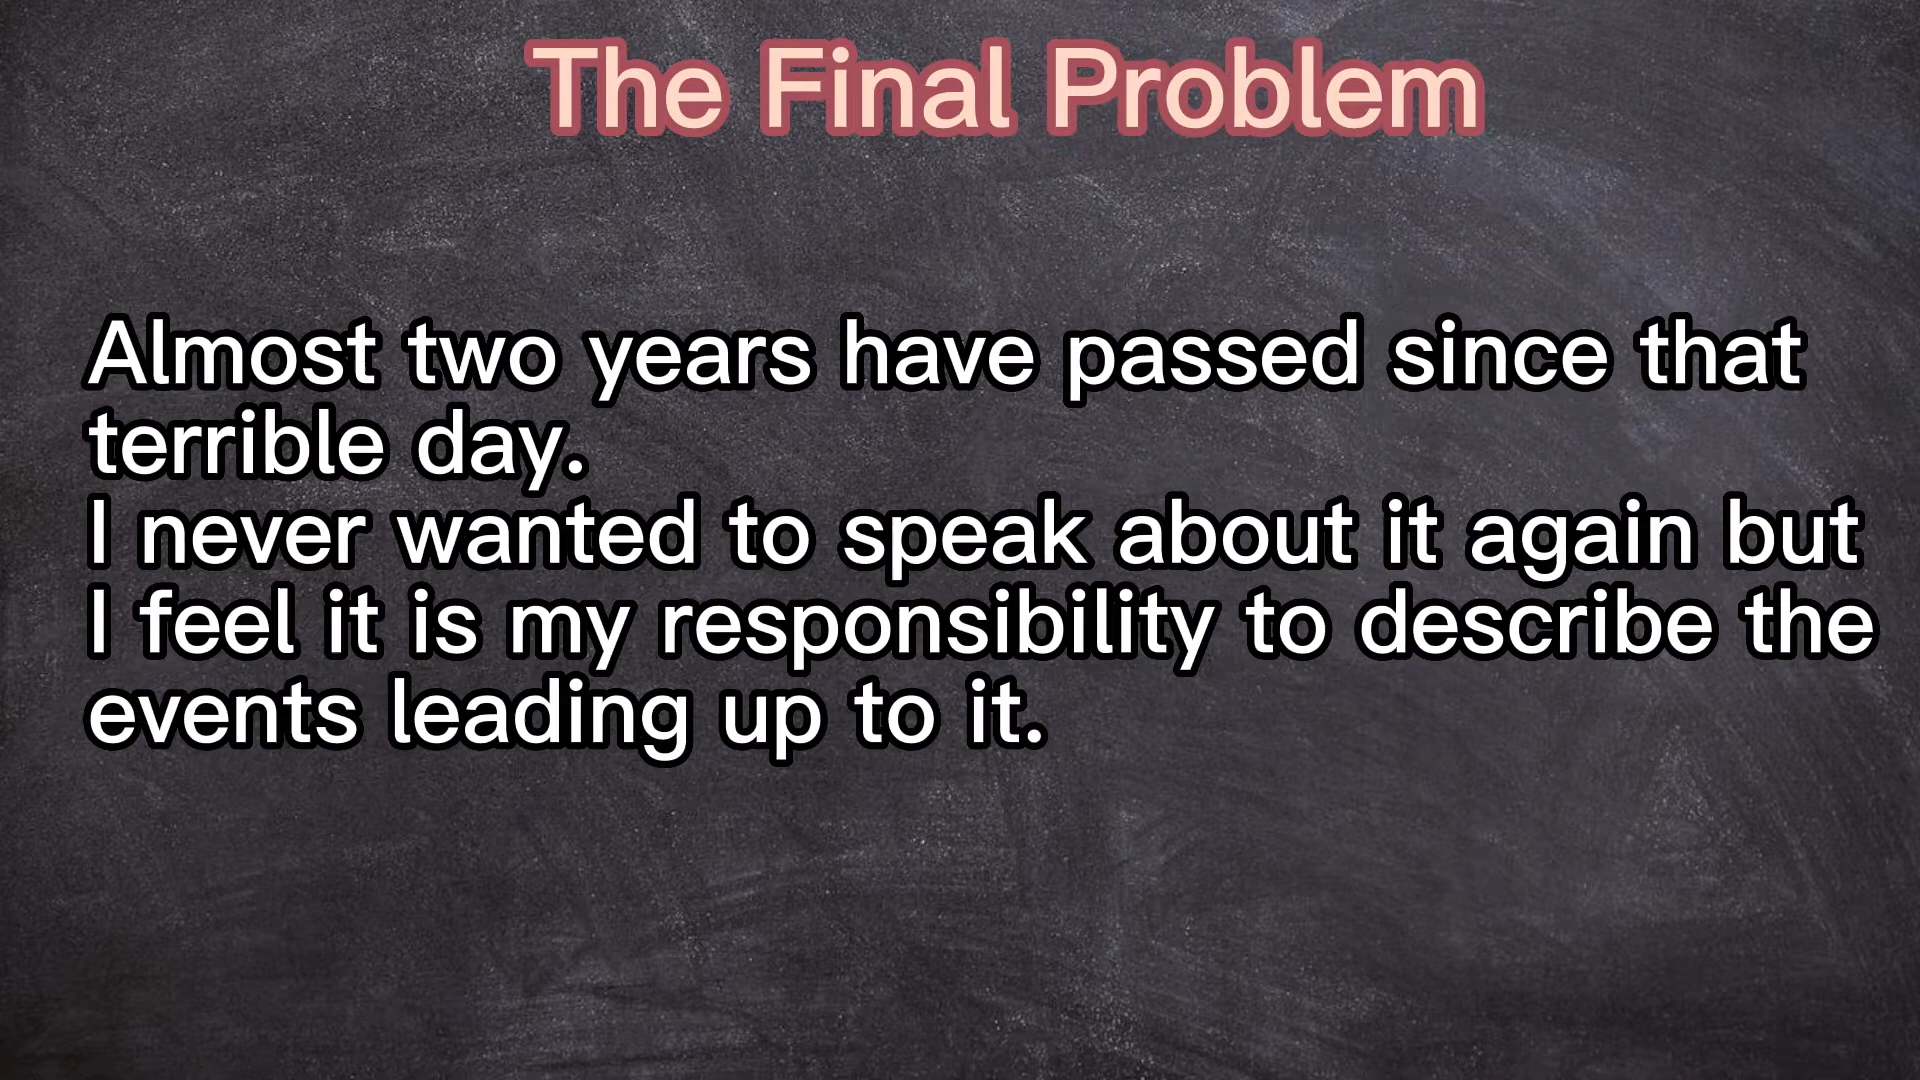 The Final Problem
Almost two years have passed since that
terrible day.
I never wanted to speak about it again but
I feel it is my responsibility to describe the
events leading up to it.